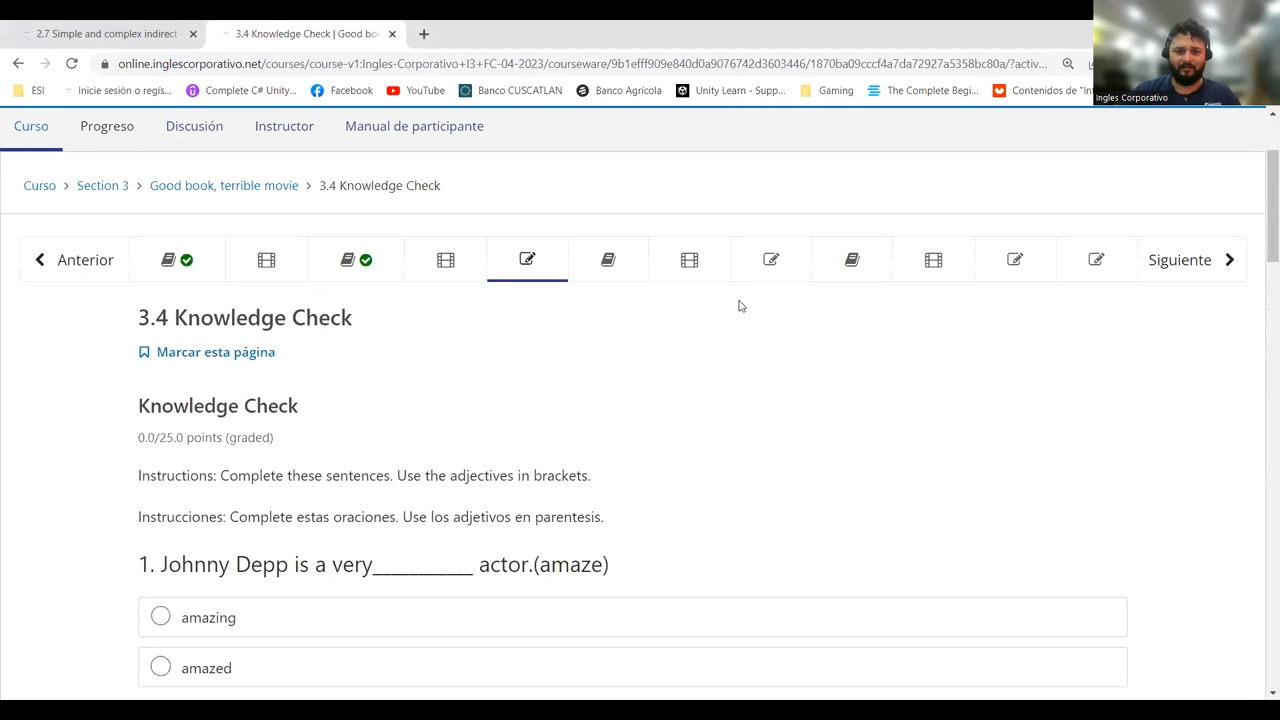 2.7 Simple and complex indirect
3.4 Knowledge Check | Good boo
online.inglescorporativo.net/courses/course-v1:Ingles-Corporativo+I3+FC-04-2023/courseware/9b1efff909e840d0a9076742d3603446/1870ba09cccf4a7da72927a5358bc80a/?activ...
ESI
Inicie sesión o regís...
Complete C# Unity...
Facebook
YouTube
Banco CUSCATLAN
Banco Agrícola
Unity Learn - Supp...
Gaming
The Complete Begi...
Contenidos de "In
Ingles Corporativo
Curso
Progreso
Discusión
Instructor
Manual de participante
Curso > Section 3 > Good book, terrible movie > 3.4 Knowledge Check
Anterior
Siguiente
3.4 Knowledge Check
Marcar esta página
Knowledge Check
0.0/25.0 points (graded)
Instructions: Complete these sentences. Use the adjectives in brackets.
Instrucciones: Complete estas oraciones. Use los adjetivos en parentesis.
1. Johnny Depp is a very___________ actor.(amaze)
amazing
amazed